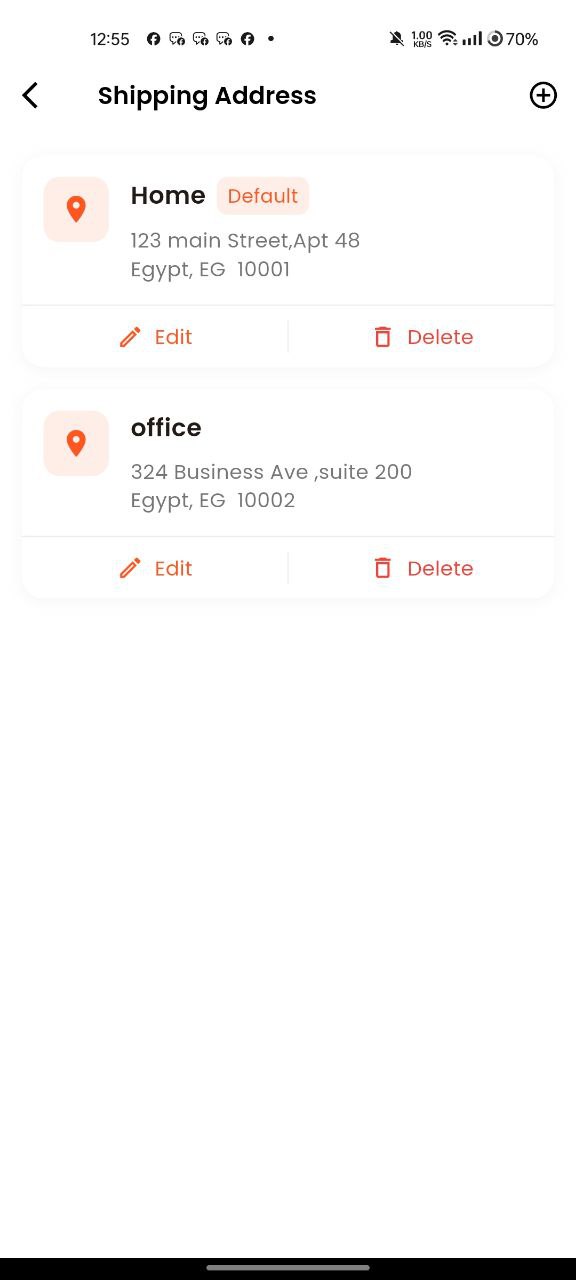 12:55 1.00 KB/S 70%
Shipping Address
Home Default
123 main Street,Apt 48
Egypt, EG  10001
Edit Delete
office
324 Business Ave ,suite 200
Egypt, EG  10002
Edit Delete